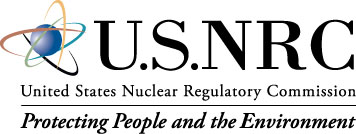 U.S.NRC
United States Nuclear Regulatory Commission
Protecting People and the Environment